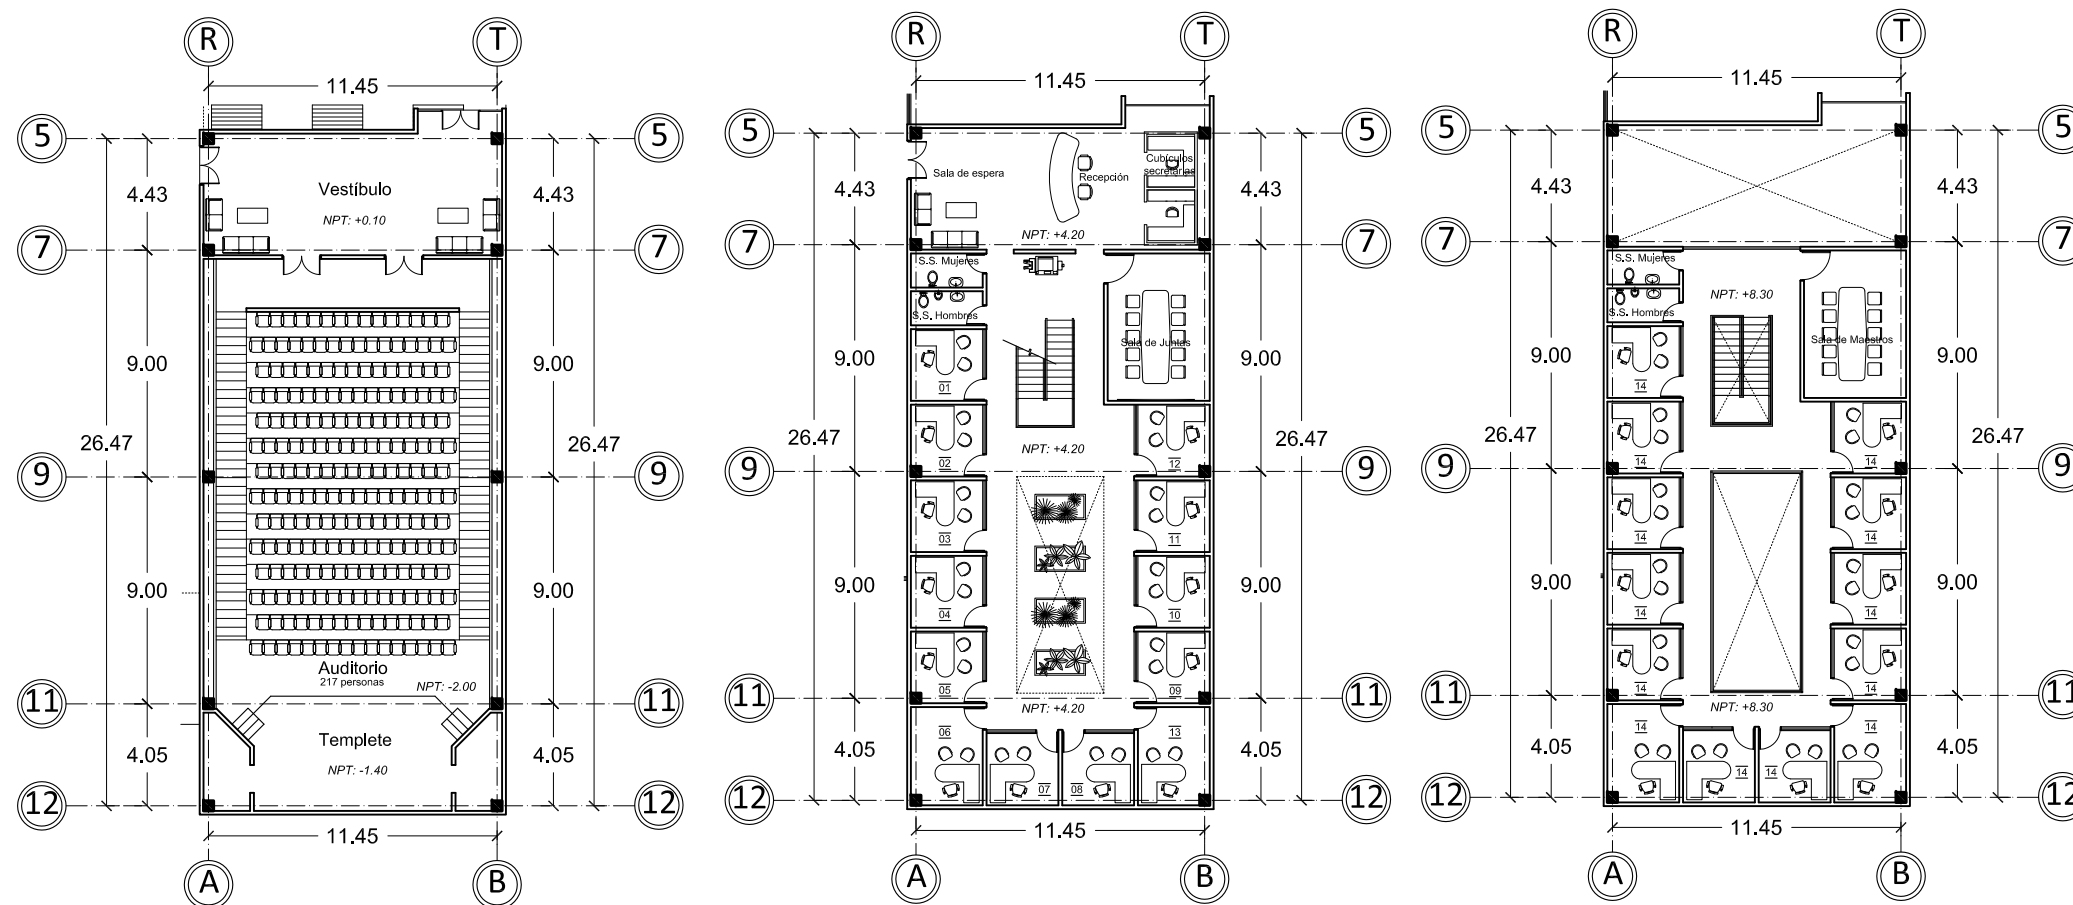 R
T
11.45
5
5
4.43
4.43
Vestíbulo
NPT: +0.10
7
7
9.00
9.00
26.47
26.47
9
9
9.00
9.00
Auditorio
217 personas
NPT: -2.00
11
11
Templete
4.05
4.05
NPT: -1.40
12
12
11.45
A
B
R
T
11.45
5
5
Sala de espera
Recepción
Cubículos
secretarias
4.43
4.43
NPT: +4.20
7
7
S.S. Mujeres
S.S. Hombres
Sala de Juntas
9.00
9.00
01
26.47
26.47
NPT: +4.20
02
12
9
9
03
11
9.00
9.00
04
10
05
09
11
11
NPT: +4.20
06
13
4.05
4.05
07
08
12
12
11.45
A
B
R
T
11.45
5
5
4.43
4.43
7
7
S.S. Mujeres
NPT: +8.30
S.S. Hombres
Sala de Maestros
9.00
9.00
14
26.47
26.47
14
14
9
9
14
14
9.00
9.00
14
14
14
14
11
11
NPT: +8.30
14
14
4.05
4.05
14
14
12
12
11.45
A
B